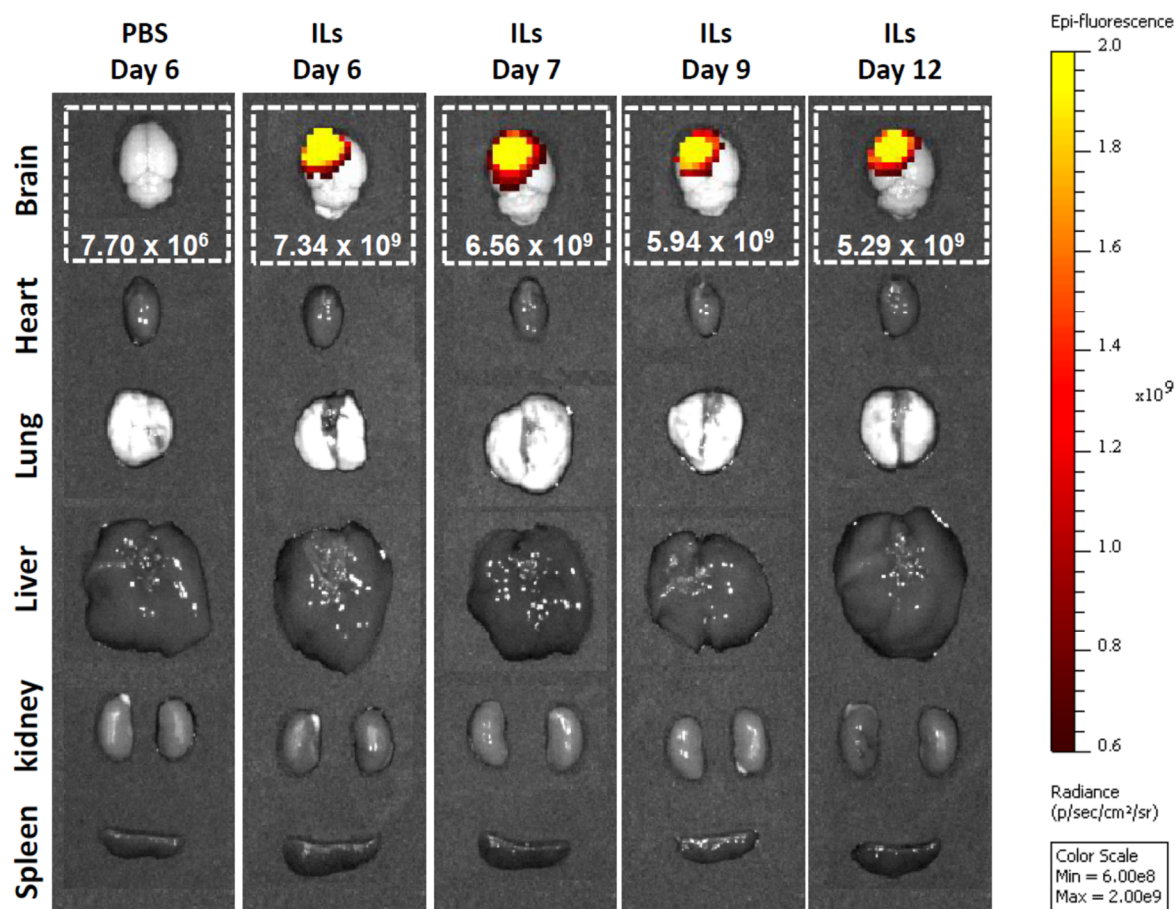 PBS
Day 6
ILs
Day 6
ILs
Day 7
ILs
Day 9
ILs
Day 12
Epi-fluorescence
Brain
7.70 x 10⁶
7.34 x 10⁹
6.56 x 10⁹
5.94 x 10⁹
5.29 x 10⁹
Heart
Lung
Liver
kidney
Spleen
2.0
1.8
1.6
1.4
x10⁹
1.2
1.0
0.8
0.6
Radiance
(p/sec/cm²/sr)
Color Scale
Min = 6.00e8
Max = 2.00e9